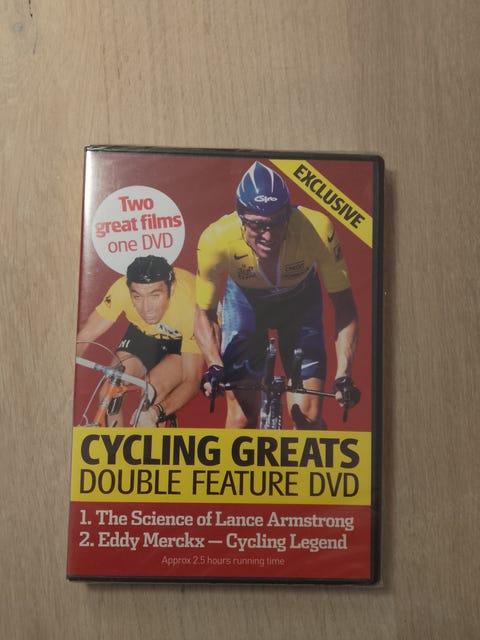 EXCLUSIVE
Two
great films
one DVD
Giro
CYCLING GREATS
DOUBLE FEATURE DVD
1. The Science of Lance Armstrong
2. Eddy Merckx — Cycling Legend
Approx 2.5 hours running time